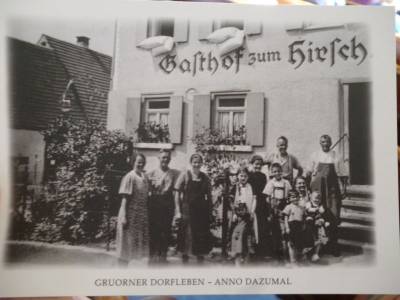 Gasthof zum Hirsch
GRUORNER DORFLEBEN - ANNO DAZUMAL